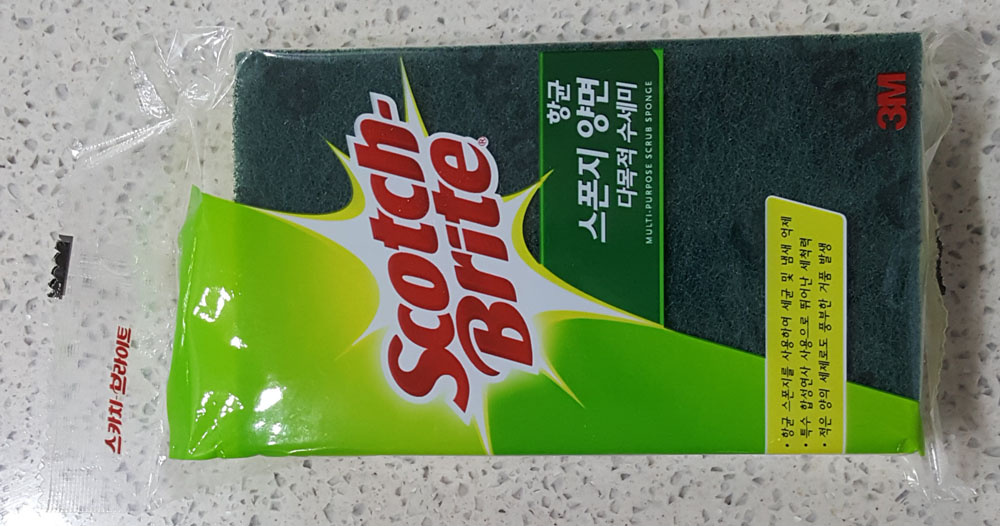 스카치-브라이트
Scotch-
Brite®
항균
스폰지 양면
다목적 수세미
MULTI-PURPOSE SCRUB SPONGE
3M
• 항균 스폰지를 사용하여 세균 및 냄새 억제
• 특수 합성연사 사용으로 뛰어난 세척력
• 적은 양의 세제로도 풍부한 거품 발생